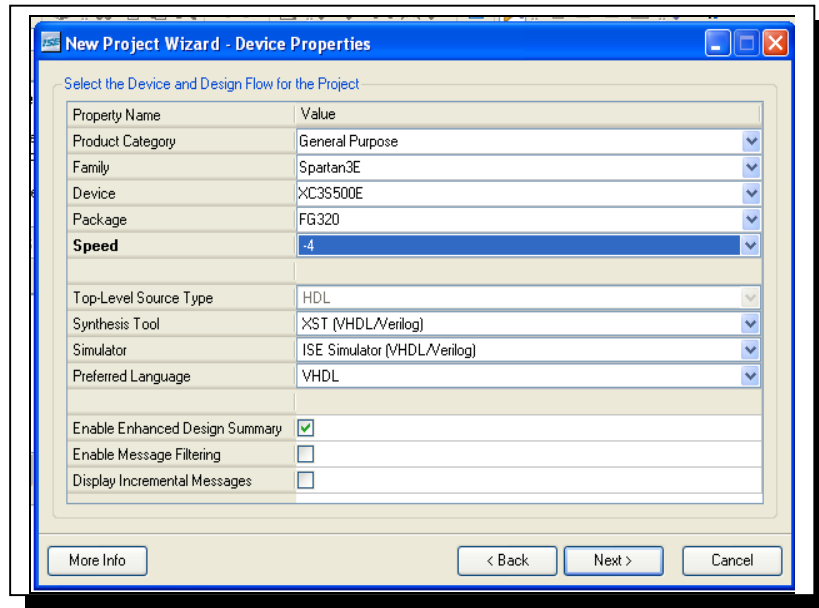 ISE New Project Wizard - Device Properties
Select the Device and Design Flow for the Project
Property Name Value
Product Category General Purpose
Family Spartan3E
Device XC3S500E
Package FG320
Speed -4
Top-Level Source Type HDL
Synthesis Tool XST (VHDL/Verilog)
Simulator ISE Simulator (VHDL/Verilog)
Preferred Language VHDL
Enable Enhanced Design Summary
Enable Message Filtering
Display Incremental Messages
More Info < Back Next > Cancel